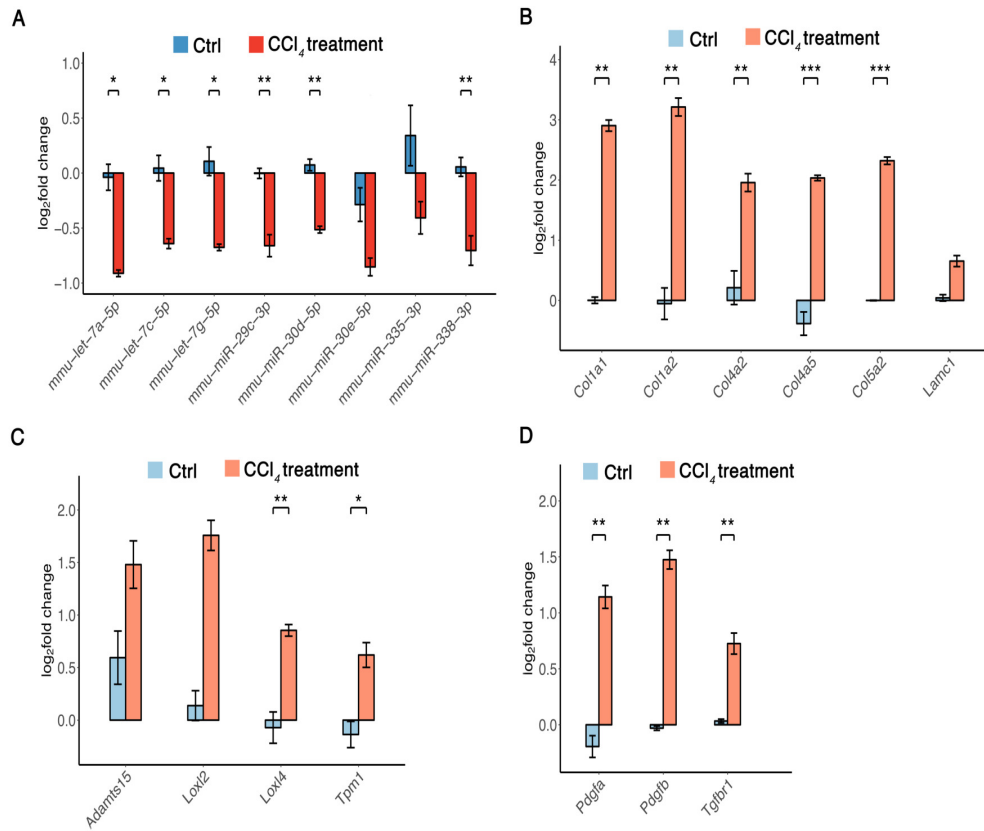 A
Ctrl CCl4 treatment
* * * ** ** **
log2fold change
1.0
0.5
0.0
−0.5
−1.0
mmu−let−7a−5p
mmu−let−7c−5p
mmu−let−7g−5p
mmu−miR−29c−3p
mmu−miR−30d−5p
mmu−miR−30e−5p
mmu−miR−335−3p
mmu−miR−338−3p
B
Ctrl CCl4 treatment
** ** ** *** ***
log2fold change
4
3
2
1
0
Col1a1
Col1a2
Col4a2
Col4a5
Col5a2
Lamc1
C
Ctrl CCl4 treatment
** *
log2fold change
2.0
1.5
1.0
0.5
0.0
Adamts15
Loxl2
Loxl4
Tpm1
D
Ctrl CCl4 treatment
** ** **
log2fold change
2.0
1.5
1.0
0.5
0.0
Pdgfa
Pdgfb
Tgfbr1